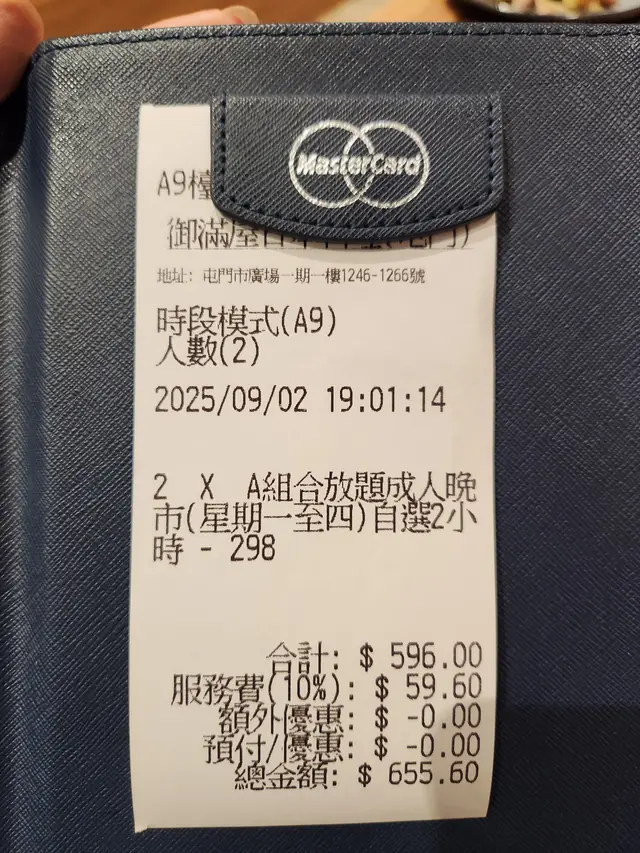 MasterCard
A9
御滿屋
地址: 屯門市廣場一期一樓1246-1266號
時段模式(A9)
人數(2)
2025/09/02 19:01:14
2 X A組合放題成人晚
市(星期一至四)自選2小
時 - 298
合計: $ 596.00
服務費(10%): $ 59.60
額外優惠: $ -0.00
預付/優惠: $ -0.00
總金額: $ 655.60